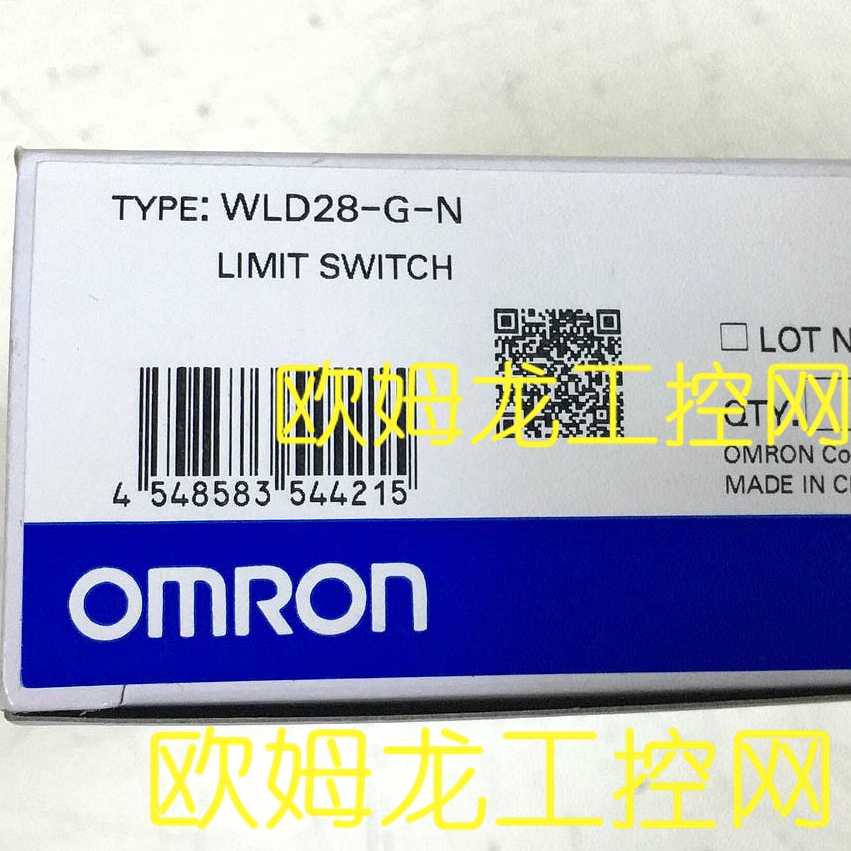 TYPE: WLD28-G-N
LIMIT SWITCH
LOT N
欧姆龙工控网
QTY.
OMRON Co
MADE IN C
4 548583 544215
OMRON
欧姆龙工控网